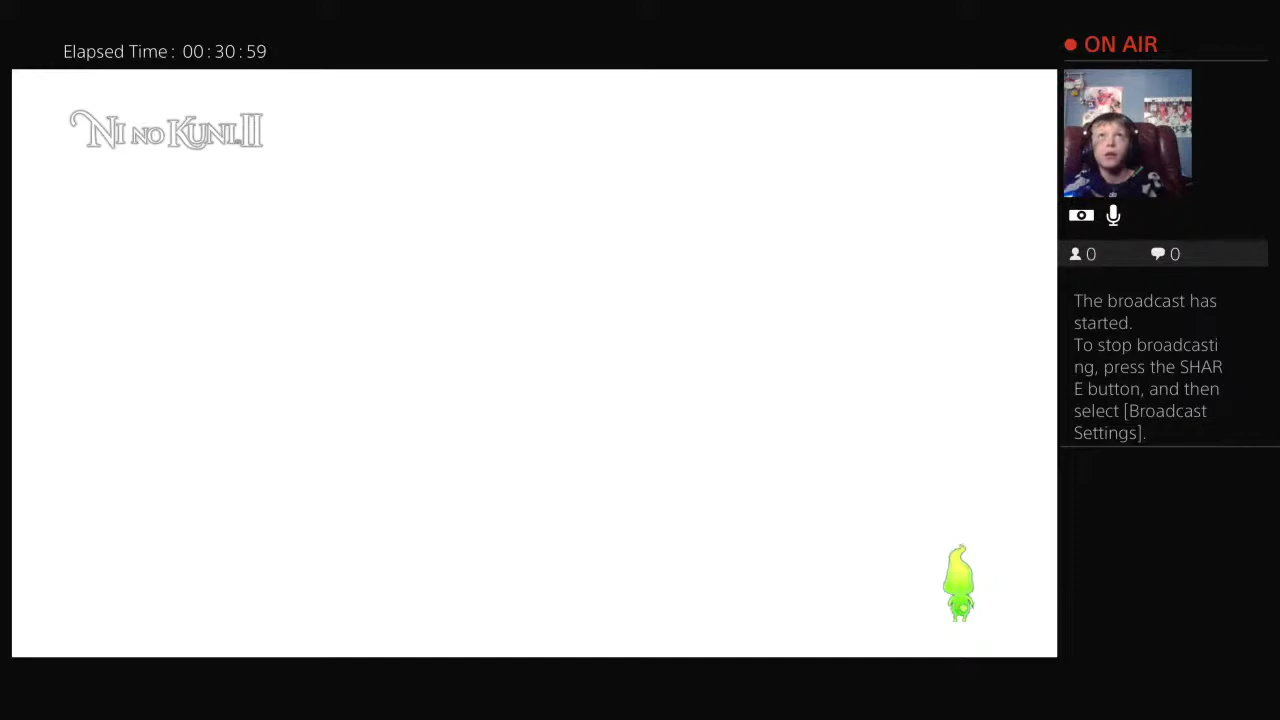 Elapsed Time: 00:30:59
ON AIR
NI NO KUNI II
0
0
The broadcast has
started.
To stop broadcasti
ng, press the SHAR
E button, and then
select [Broadcast
Settings].